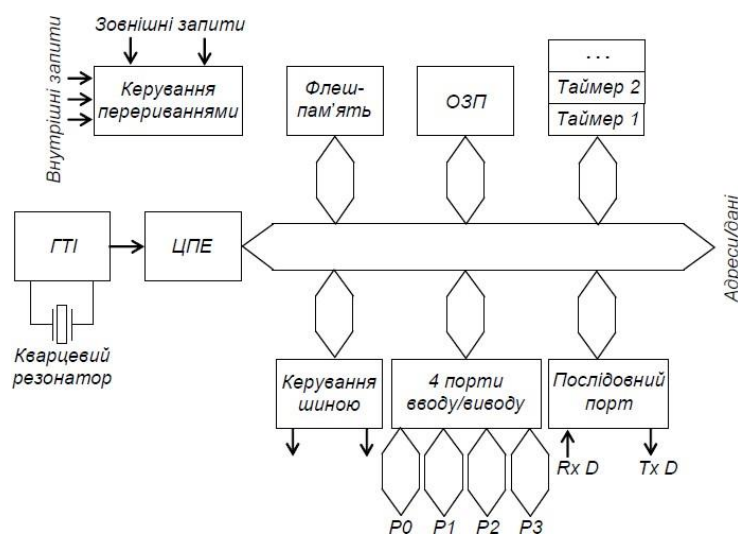 Зовнішні запити
Внутрішні запити
Керування
перериваннями
Флеш-
пам'ять
ОЗП
...
Таймер 2
Таймер 1
ГТІ
ЦПЕ
Адреси/дані
Кварцевий
резонатор
Керування
шиною
4 порти
вводу/виводу
Послідовний
порт
Rx D
Tx D
P0
P1
P2
P3